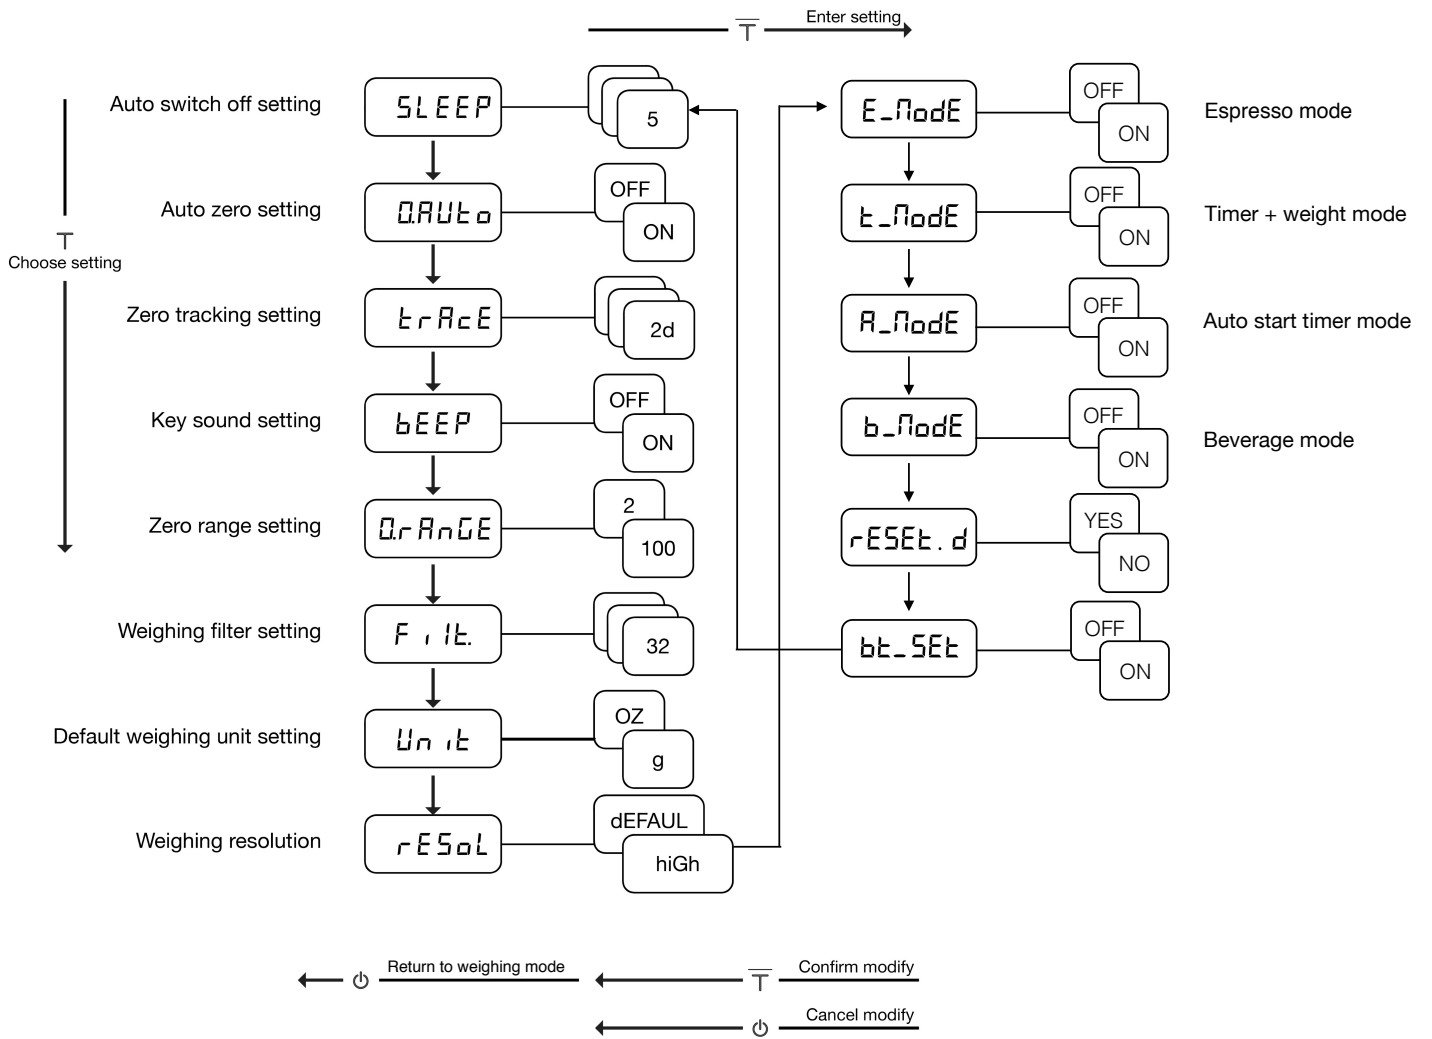 Enter setting
Auto switch off setting
SLEEP
5
Auto zero setting
0.AUto
OFF
ON
T
Choose setting
Zero tracking setting
trAcE
2d
Key sound setting
bEEP
OFF
ON
Zero range setting
0.rAnGE
2
100
Weighing filter setting
Filt.
32
Default weighing unit setting
Unit
OZ
g
Weighing resolution
rESoL
dEFAUL
hiGh
E_ModE
OFF
ON
Espresso mode
t_ModE
OFF
ON
Timer + weight mode
A_ModE
OFF
ON
Auto start timer mode
b_ModE
OFF
ON
Beverage mode
rESEt.d
YES
NO
bt_SEt
OFF
ON
Return to weighing mode
Confirm modify
Cancel modify